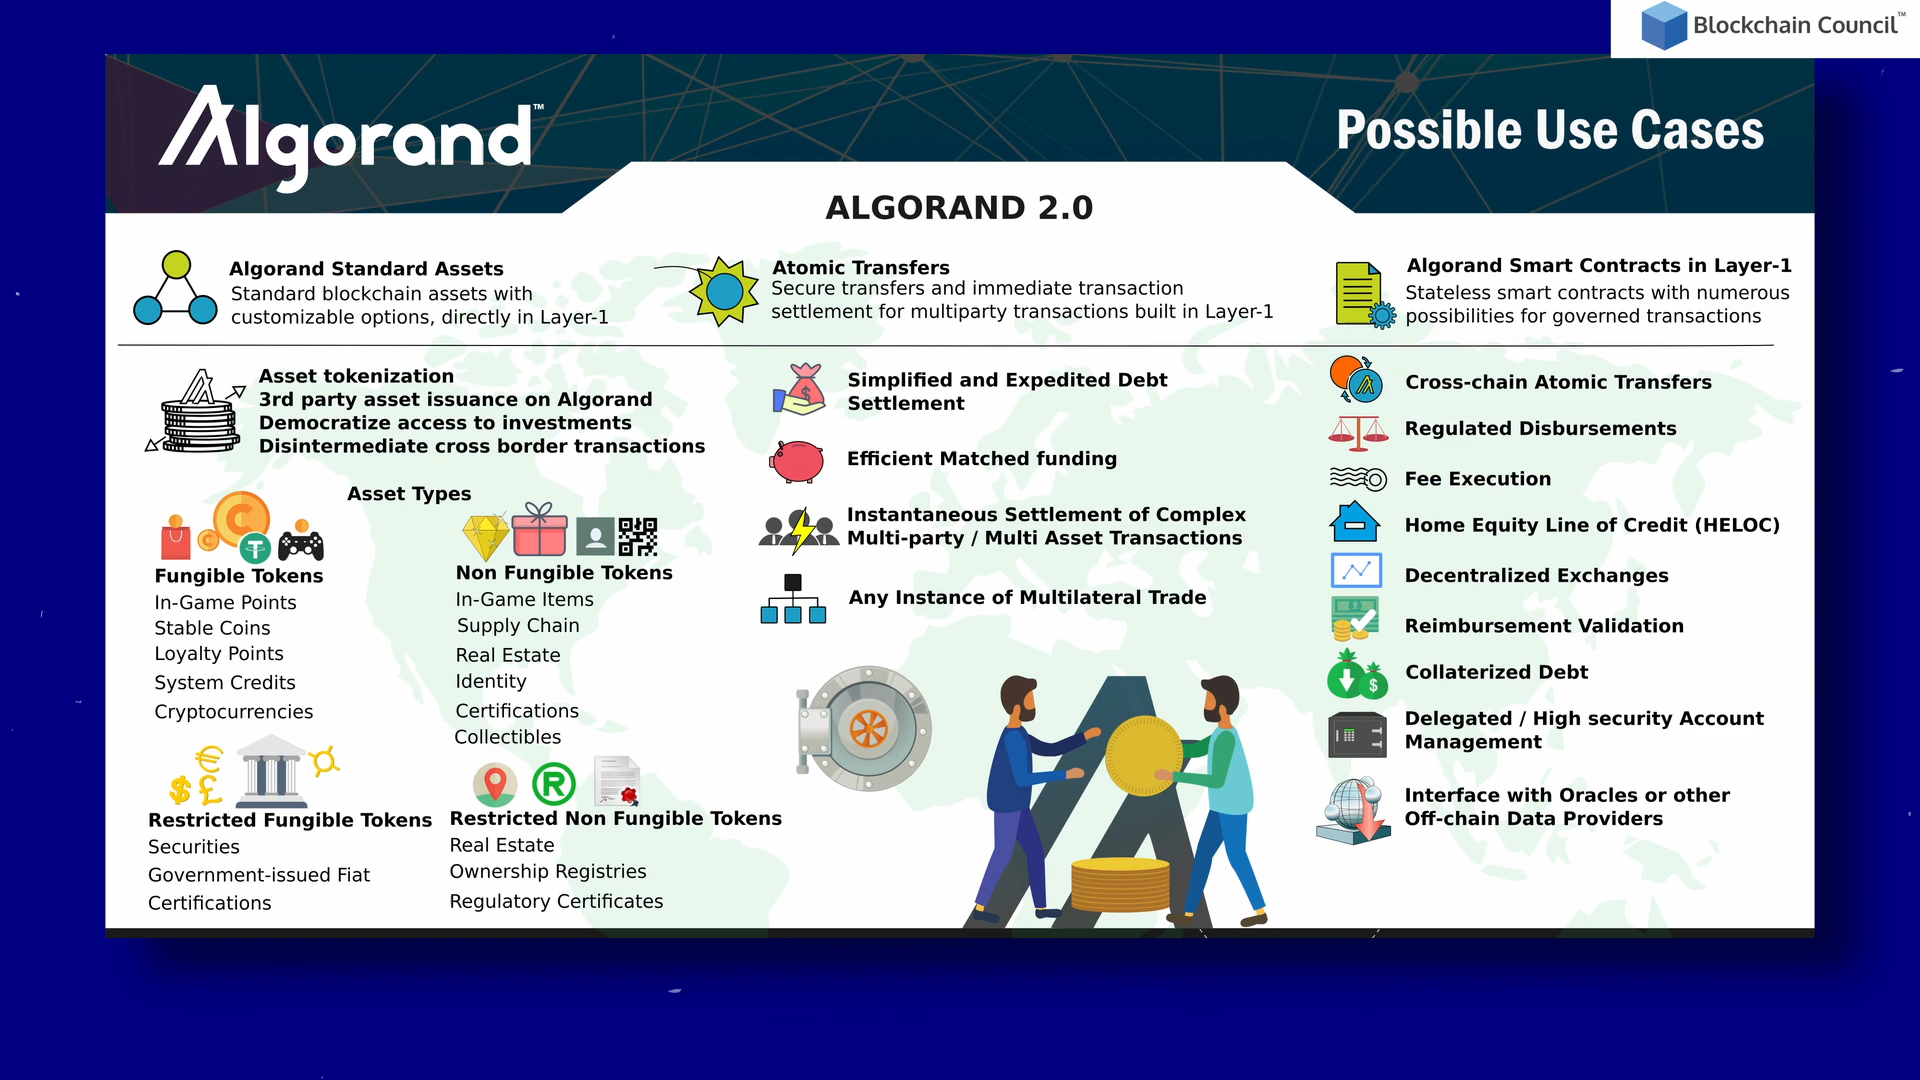 Blockchain Council™
Algorand™
Possible Use Cases
ALGORAND 2.0
Algorand Standard Assets
Standard blockchain assets with
customizable options, directly in Layer-1
Atomic Transfers
Secure transfers and immediate transaction
settlement for multiparty transactions built in Layer-1
Algorand Smart Contracts in Layer-1
Stateless smart contracts with numerous
possibilities for governed transactions
Asset tokenization
3rd party asset issuance on Algorand
Democratize access to investments
Disintermediate cross border transactions
Asset Types
Fungible Tokens
In-Game Points
Stable Coins
Loyalty Points
System Credits
Cryptocurrencies
Non Fungible Tokens
In-Game Items
Supply Chain
Real Estate
Identity
Certifications
Collectibles
Restricted Fungible Tokens
Securities
Government-issued Fiat
Certifications
Restricted Non Fungible Tokens
Real Estate
Ownership Registries
Regulatory Certificates
Simplified and Expedited Debt
Settlement
Efficient Matched funding
Instantaneous Settlement of Complex
Multi-party / Multi Asset Transactions
Any Instance of Multilateral Trade
Cross-chain Atomic Transfers
Regulated Disbursements
Fee Execution
Home Equity Line of Credit (HELOC)
Decentralized Exchanges
Reimbursement Validation
Collaterized Debt
Delegated / High security Account
Management
Interface with Oracles or other
Off-chain Data Providers